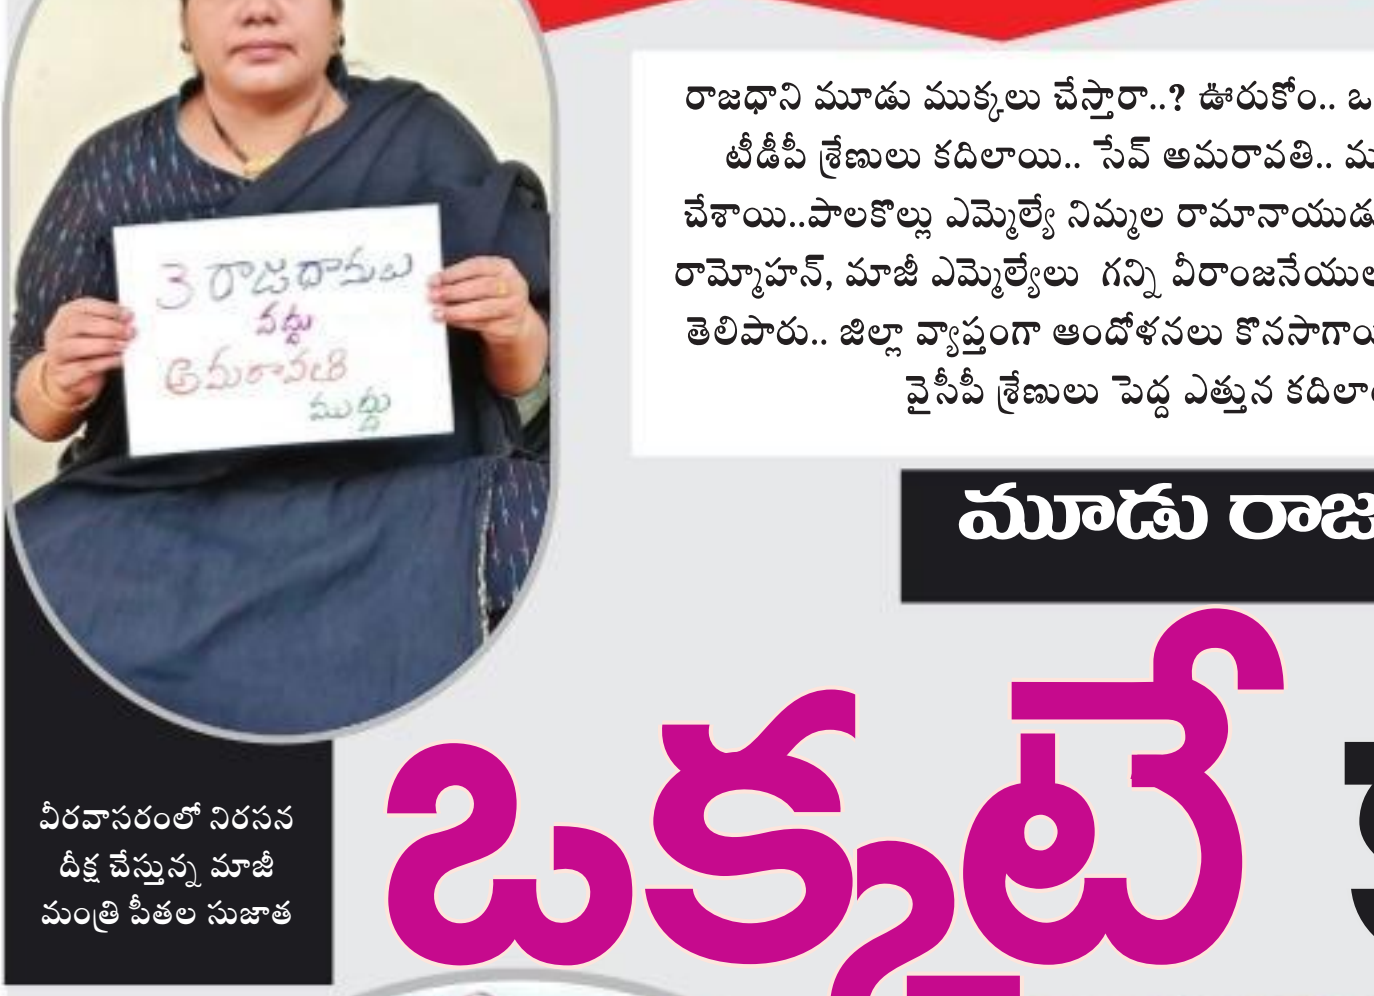 రాజధాని మూడు ముక్కలు చేస్తారా..? ఊరుకోం.. ఒ
టీడీపీ శ్రేణులు కదిలాయి.. సేవ్ అమరావతి..
చేశాయి..పాలకొల్లు ఎమ్మెల్యే నిమ్మల రామానాయుడ
రామ్మోహన్, మాజీ ఎమ్మెల్యేలు గన్ని వీరాంజనేయుల
తెలిపారు.. జిల్లా వ్యాప్తంగా ఆందోళనలు కొనసాగాయ
వైసీపీ శ్రేణులు పెద్ద ఎత్తున కదిలా
3 రాజధానులు
వద్దు
అమరావతి
ముద్దు
మూడు రాజ
ఒక్కటే
వీరవాసరంలో నిరసన
దీక్ష చేస్తున్న మాజీ
మంత్రి పీతల సుజాత